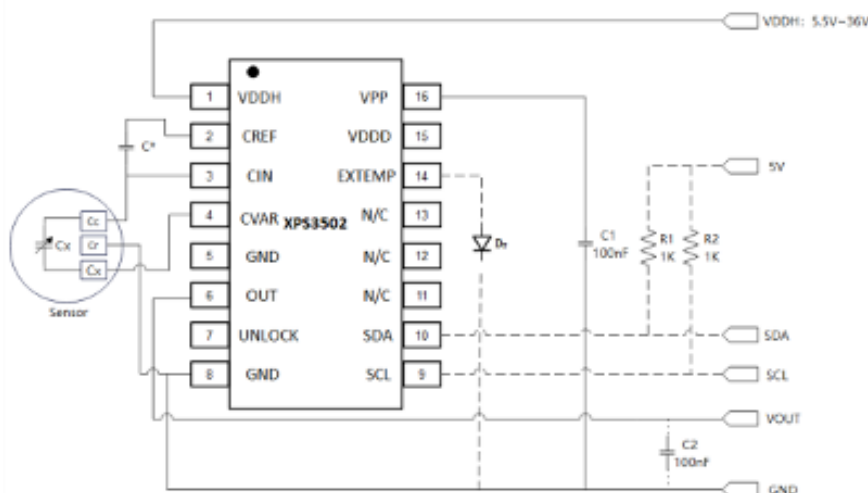 VDDH: 5.5V~36V
1 VDDH VPP 16
2 CREF VDDD 15
C*
3 CIN EXTEMP 14
5V
4 CVAR XPS3502 N/C 13
Cc
Cx Cr
Cx
5 GND N/C 12
C1
100nF
R1
1K
R2
1K
6 OUT N/C 11
Sensor
7 UNLOCK SDA 10
SDA
8 GND SCL 9
SCL
VOUT
C2
100nF
GND